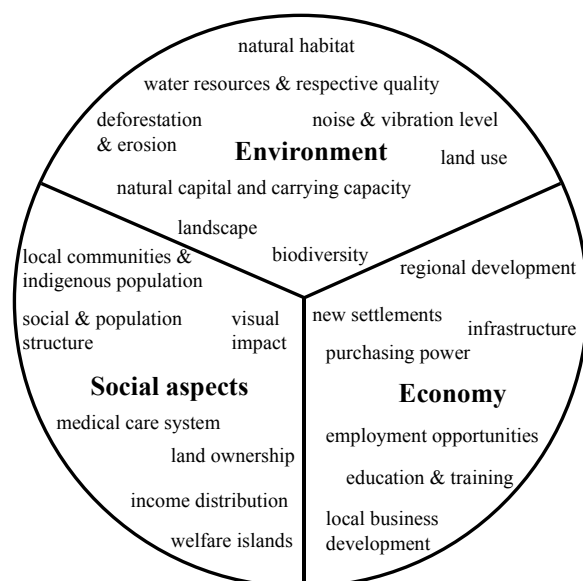 natural habitat
water resources & respective quality
deforestation
& erosion
noise & vibration level
Environment
land use
natural capital and carrying capacity
landscape
biodiversity
local communities &
indigenous population
social & population
structure
visual
impact
Social aspects
medical care system
land ownership
income distribution
welfare islands
regional development
new settlements
infrastructure
purchasing power
Economy
employment opportunities
education & training
local business
development